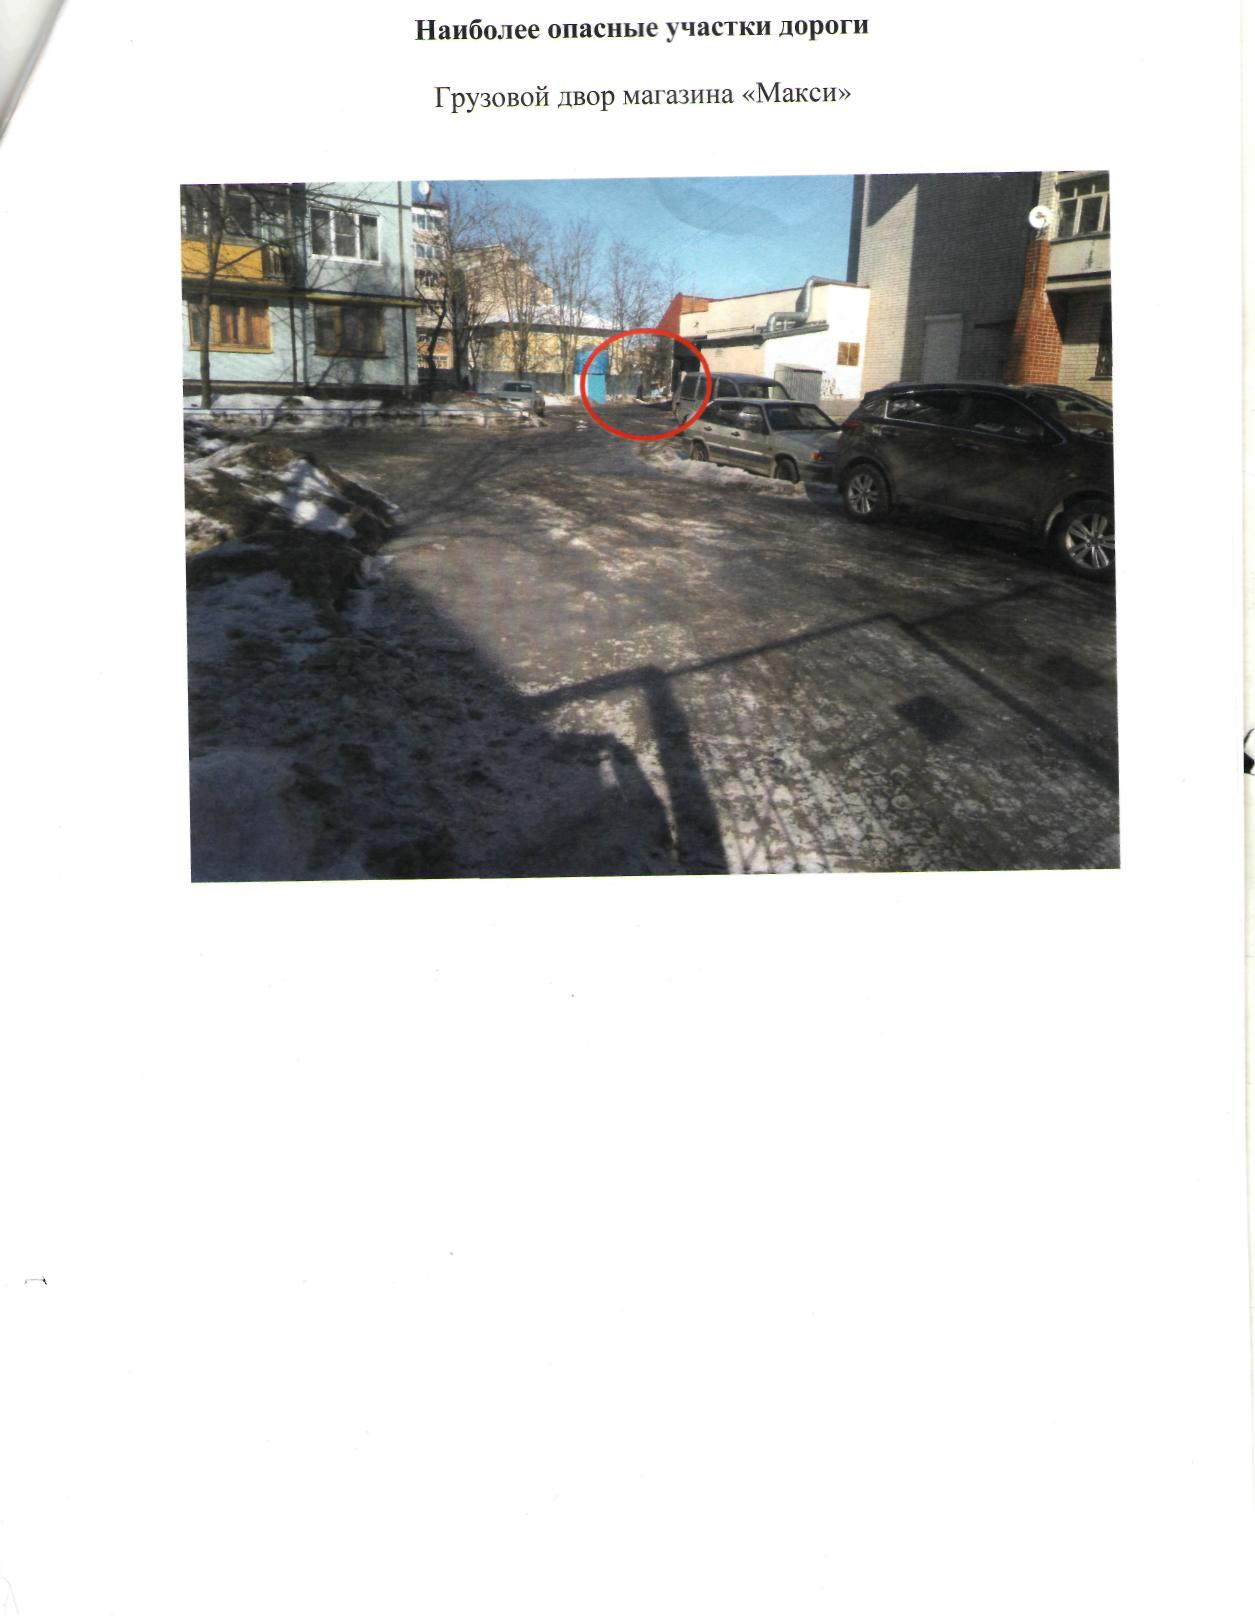 Наиболее опасные участки дороги
Грузовой двор магазина «Макси»